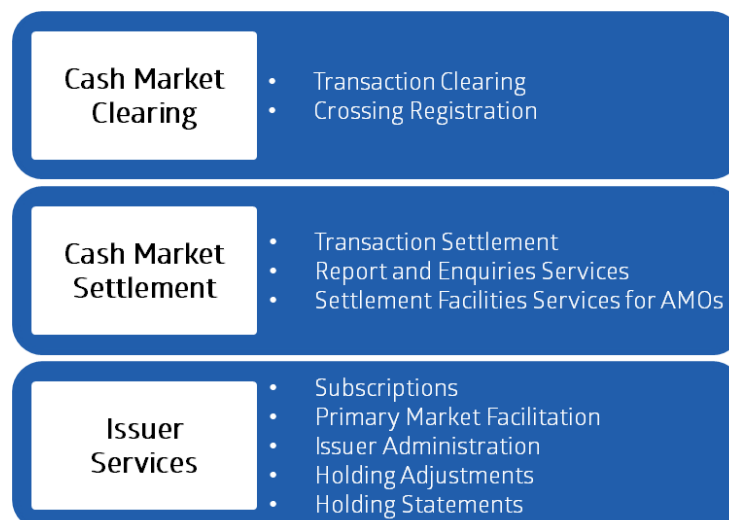 Cash Market
Clearing
• Transaction Clearing
• Crossing Registration
Cash Market
Settlement
• Transaction Settlement
• Report and Enquiries Services
• Settlement Facilities Services for AMOs
Issuer
Services
• Subscriptions
• Primary Market Facilitation
• Issuer Administration
• Holding Adjustments
• Holding Statements